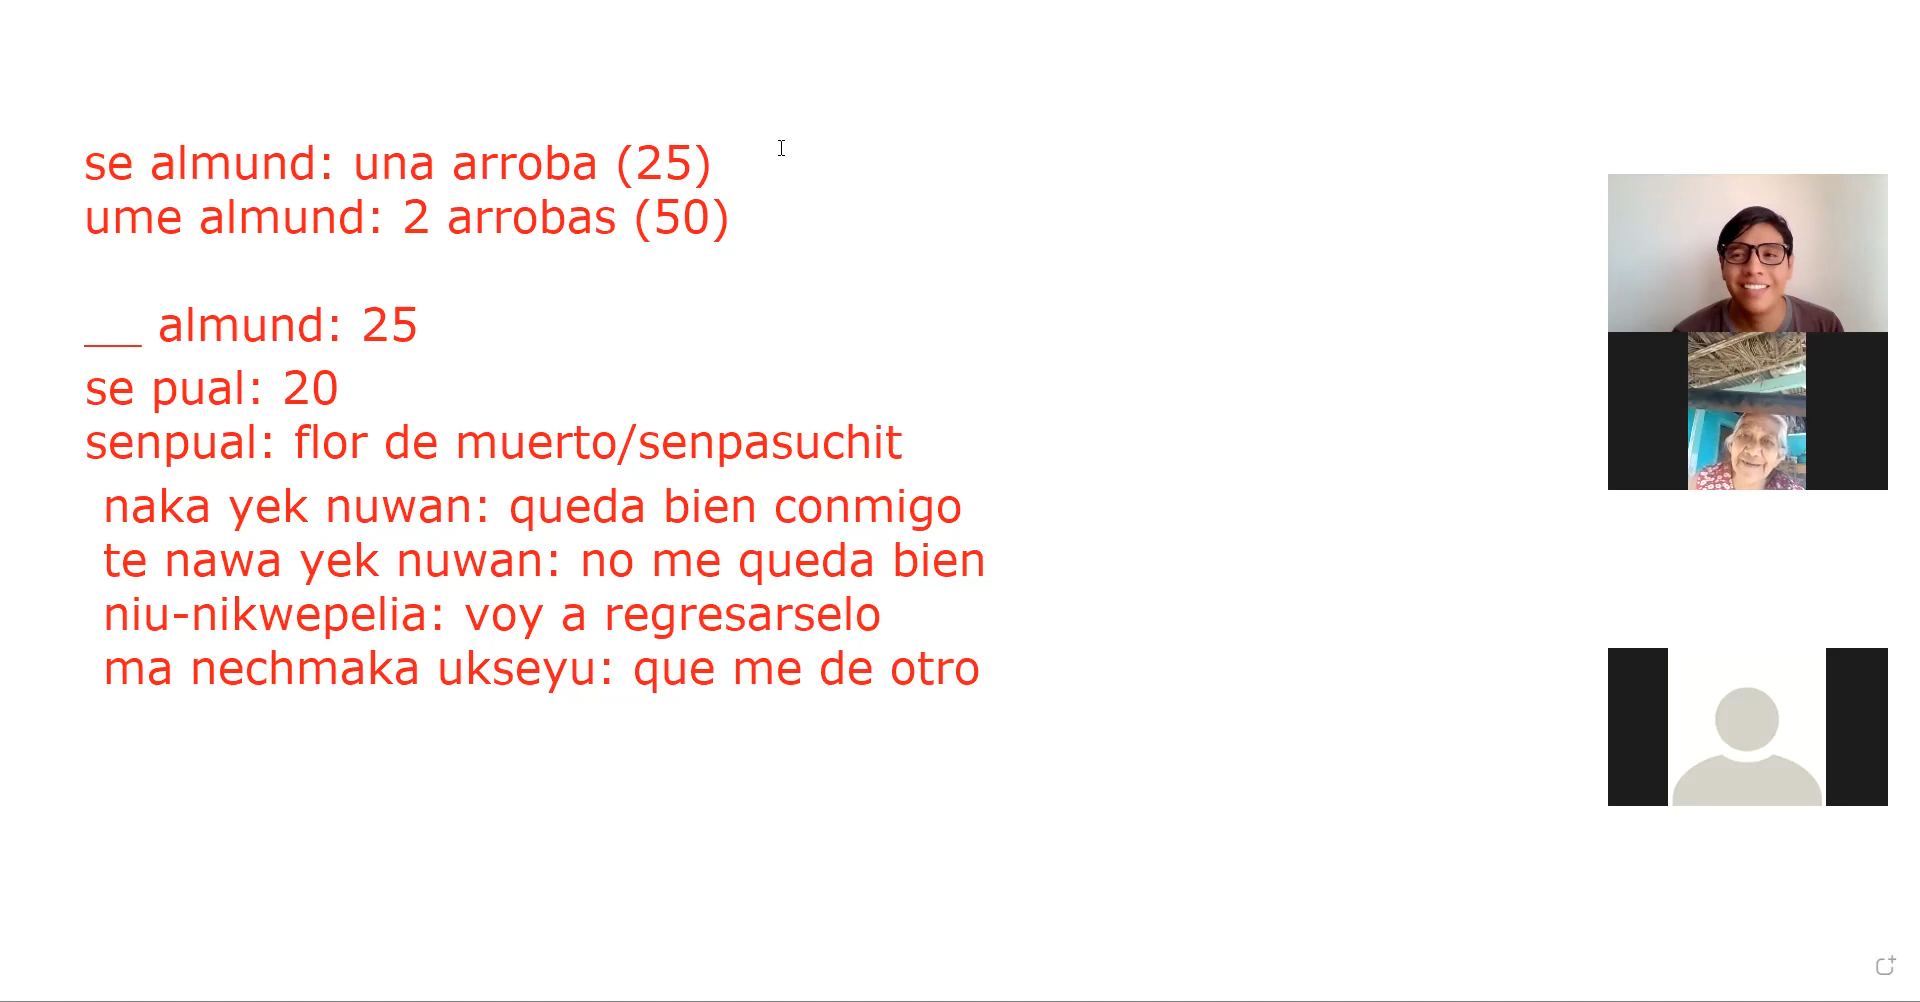 se almund: una arroba (25)
ume almund: 2 arrobas (50)
___ almund: 25
se pual: 20
senpual: flor de muerto/senpasuchit
naka yek nuwan: queda bien conmigo
te nawa yek nuwan: no me queda bien
niu-nikwepelia: voy a regresarselo
ma nechmaka ukseyu: que me de otro